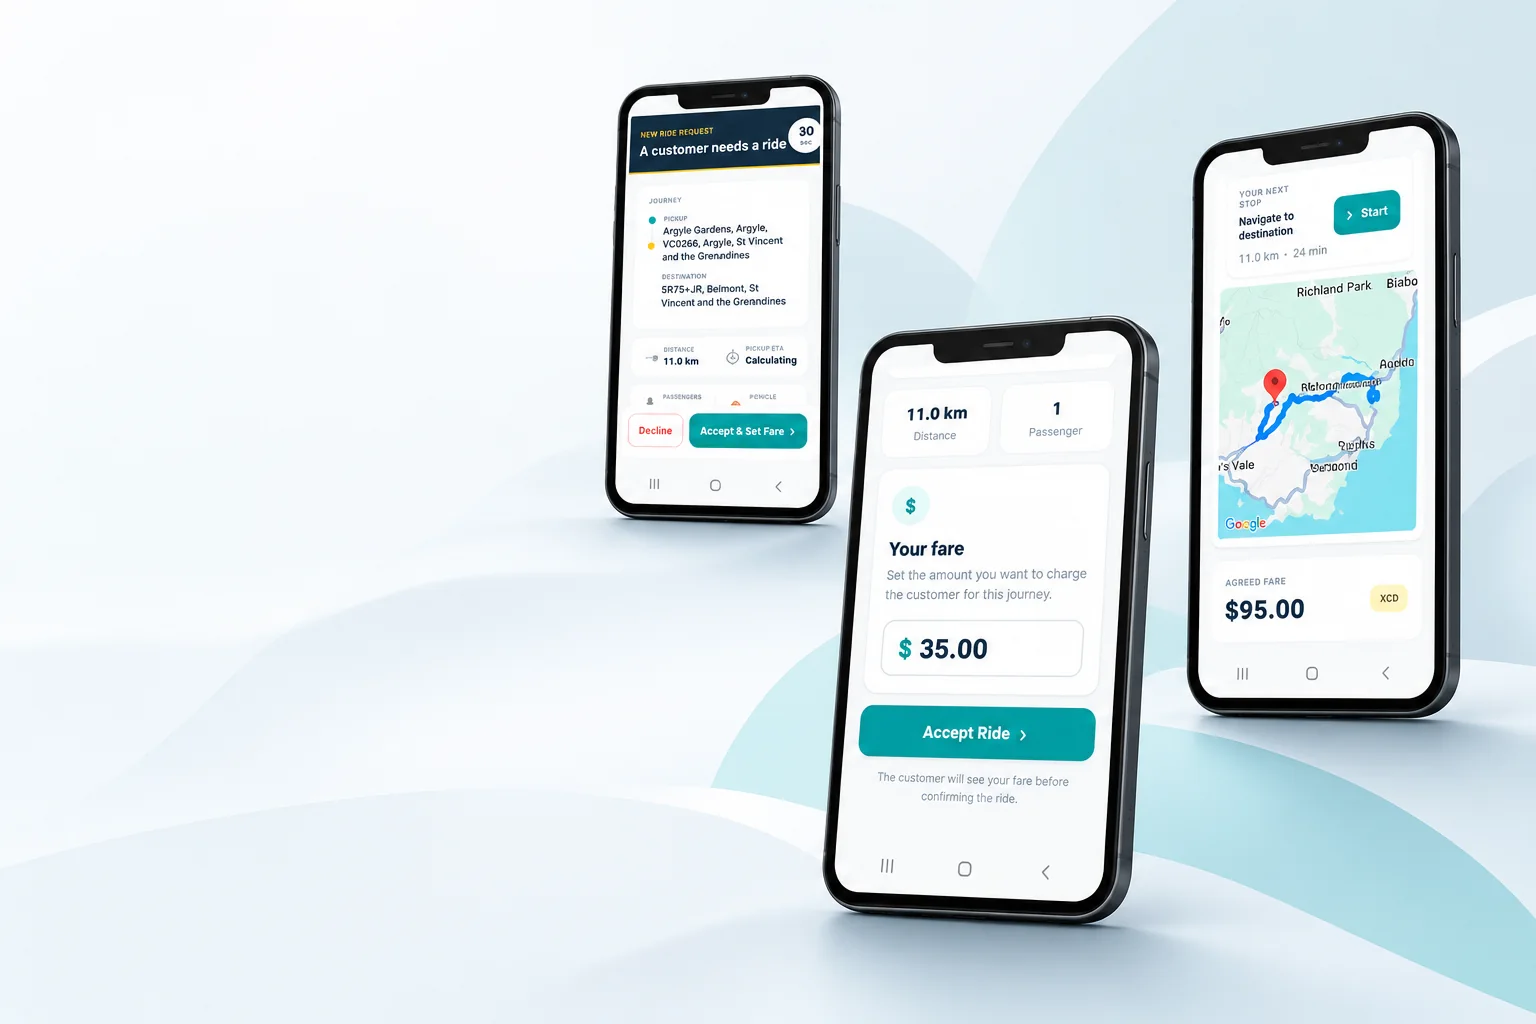 NEW RIDE REQUEST
A customer needs a ride
30
sec
JOURNEY
PICKUP
Argyle Gardens, Argyle,
VC0266, Argyle, St Vincent
and the Grenadines
DESTINATION
5R75+JR, Belmont, St
Vincent and the Grenadines
DISTANCE
11.0 km
PICKUP ETA
Calculating
PASSENGERS
Decline
Accept & Set Fare
11.0 km
Distance
1
Passenger
$
Your fare
Set the amount you want to charge
the customer for this journey.
$ 35.00
Accept Ride
The customer will see your fare before
confirming the ride.
YOUR NEXT
STOP
Navigate to
destination
11.0 km · 24 min
Start
Richland Park
Biabo
's Vale
Google
AGREED FARE
$95.00
XCD